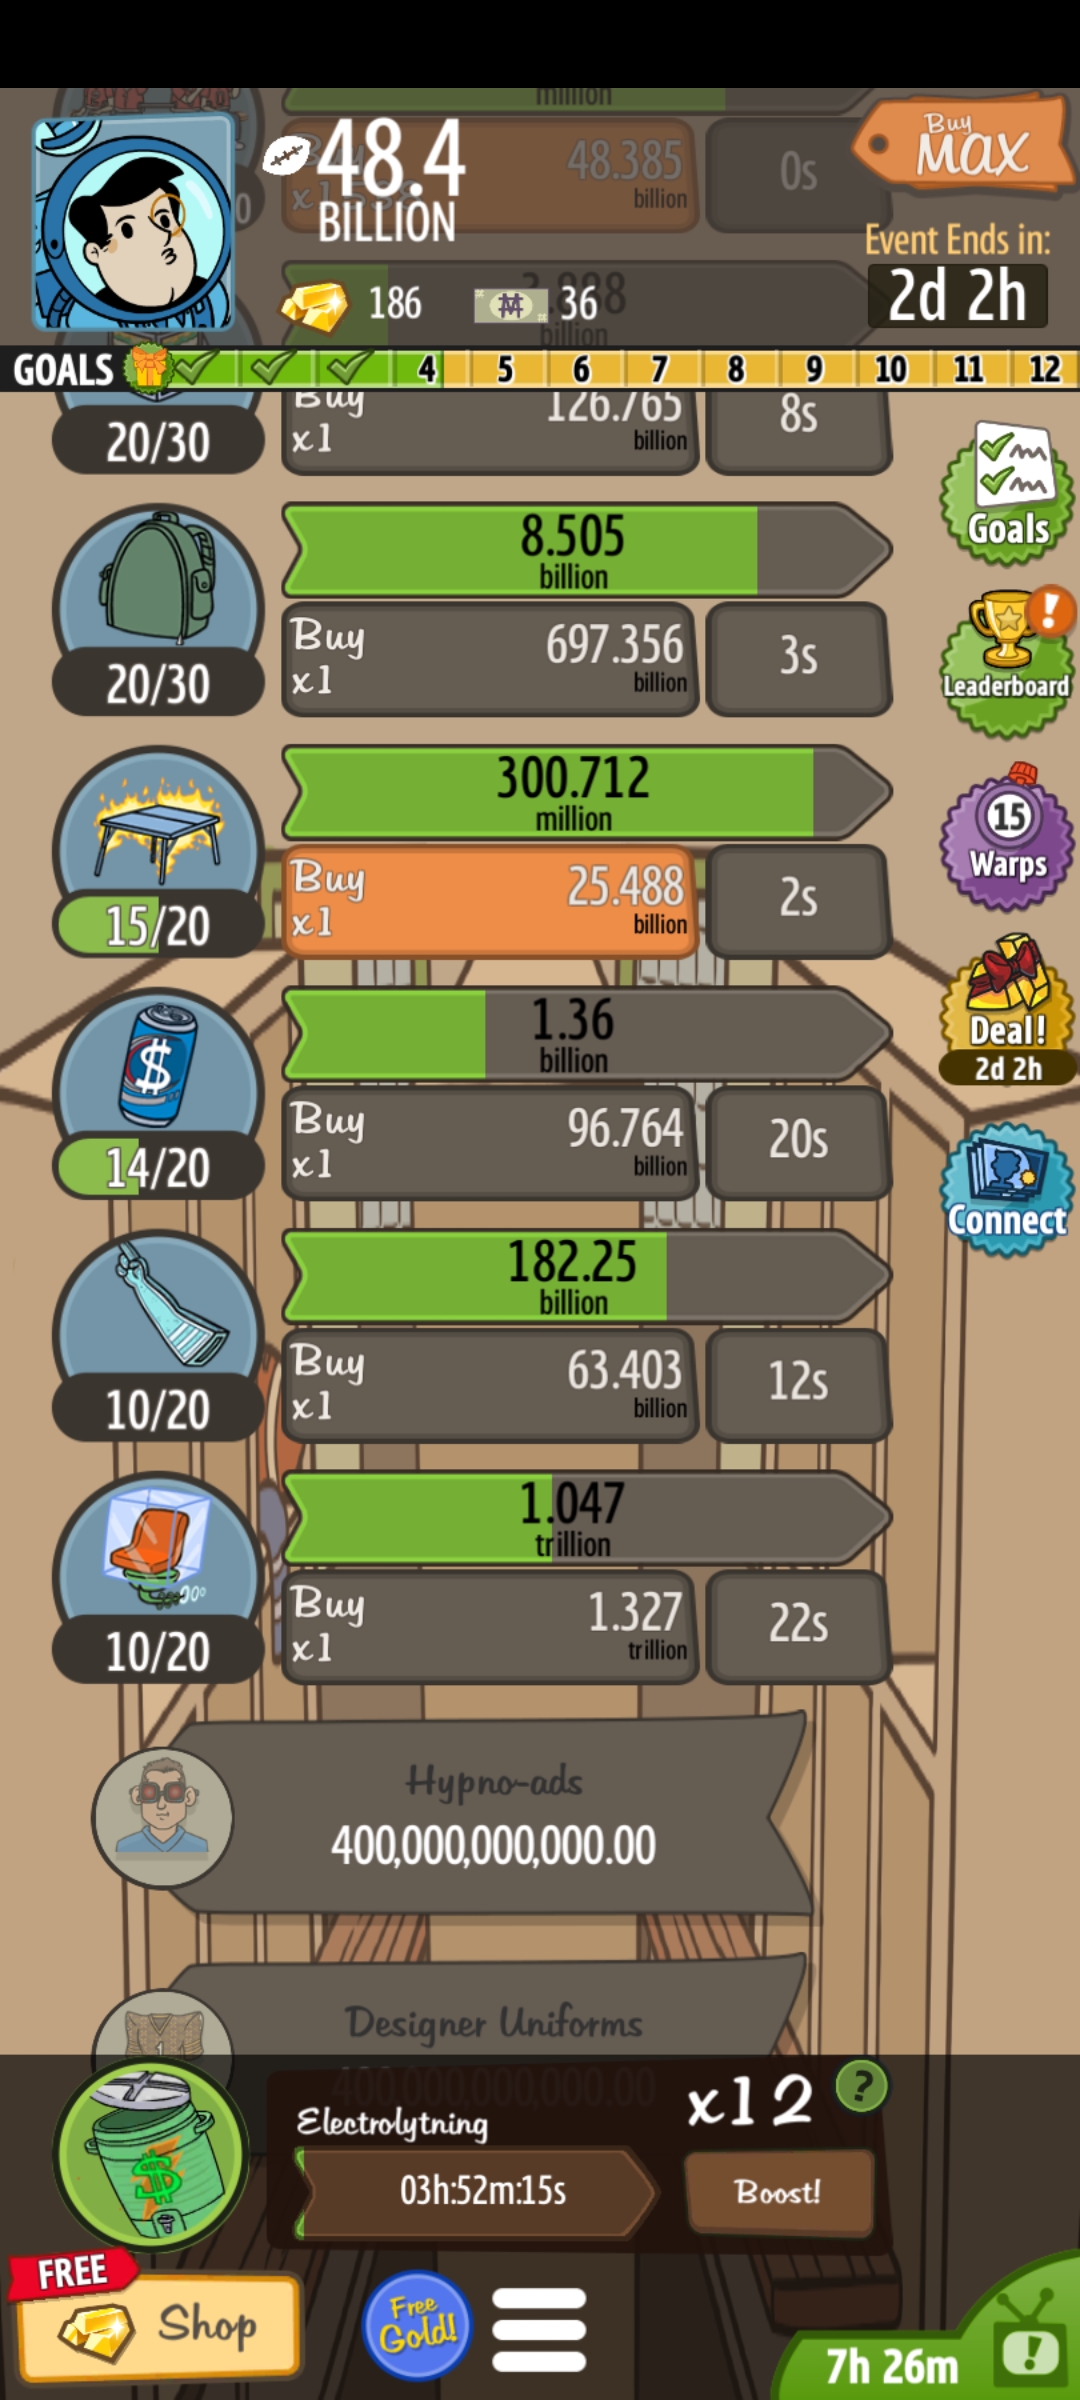 million
48.4
BILLION
x1,538
48.385
billion
0s
Buy
MAX
Event Ends in:
2d 2h
186
36
billion
GOALS 4 5 6 7 8 9 10 11 12
20/30
Buy
x1
126.765
billion
8s
Goals
8.505
billion
20/30
Buy
x1
697.356
billion
3s
!
Leaderboard
300.712
million
15/20
Buy
x1
25.488
billion
2s
15
Warps
1.36
billion
14/20
Buy
x1
96.764
billion
20s
Deal!
2d 2h
182.25
billion
10/20
Buy
x1
63.403
billion
12s
Connect
1.047
trillion
10/20
Buy
x1
1.327
trillion
22s
Hypno-ads
400,000,000,000.00
Designer Uniforms
400,000,000,000.00
Electrolytning
x12
?
03h:52m:15s
Boost!
FREE
Shop
Free
Gold!
7h 26m
!